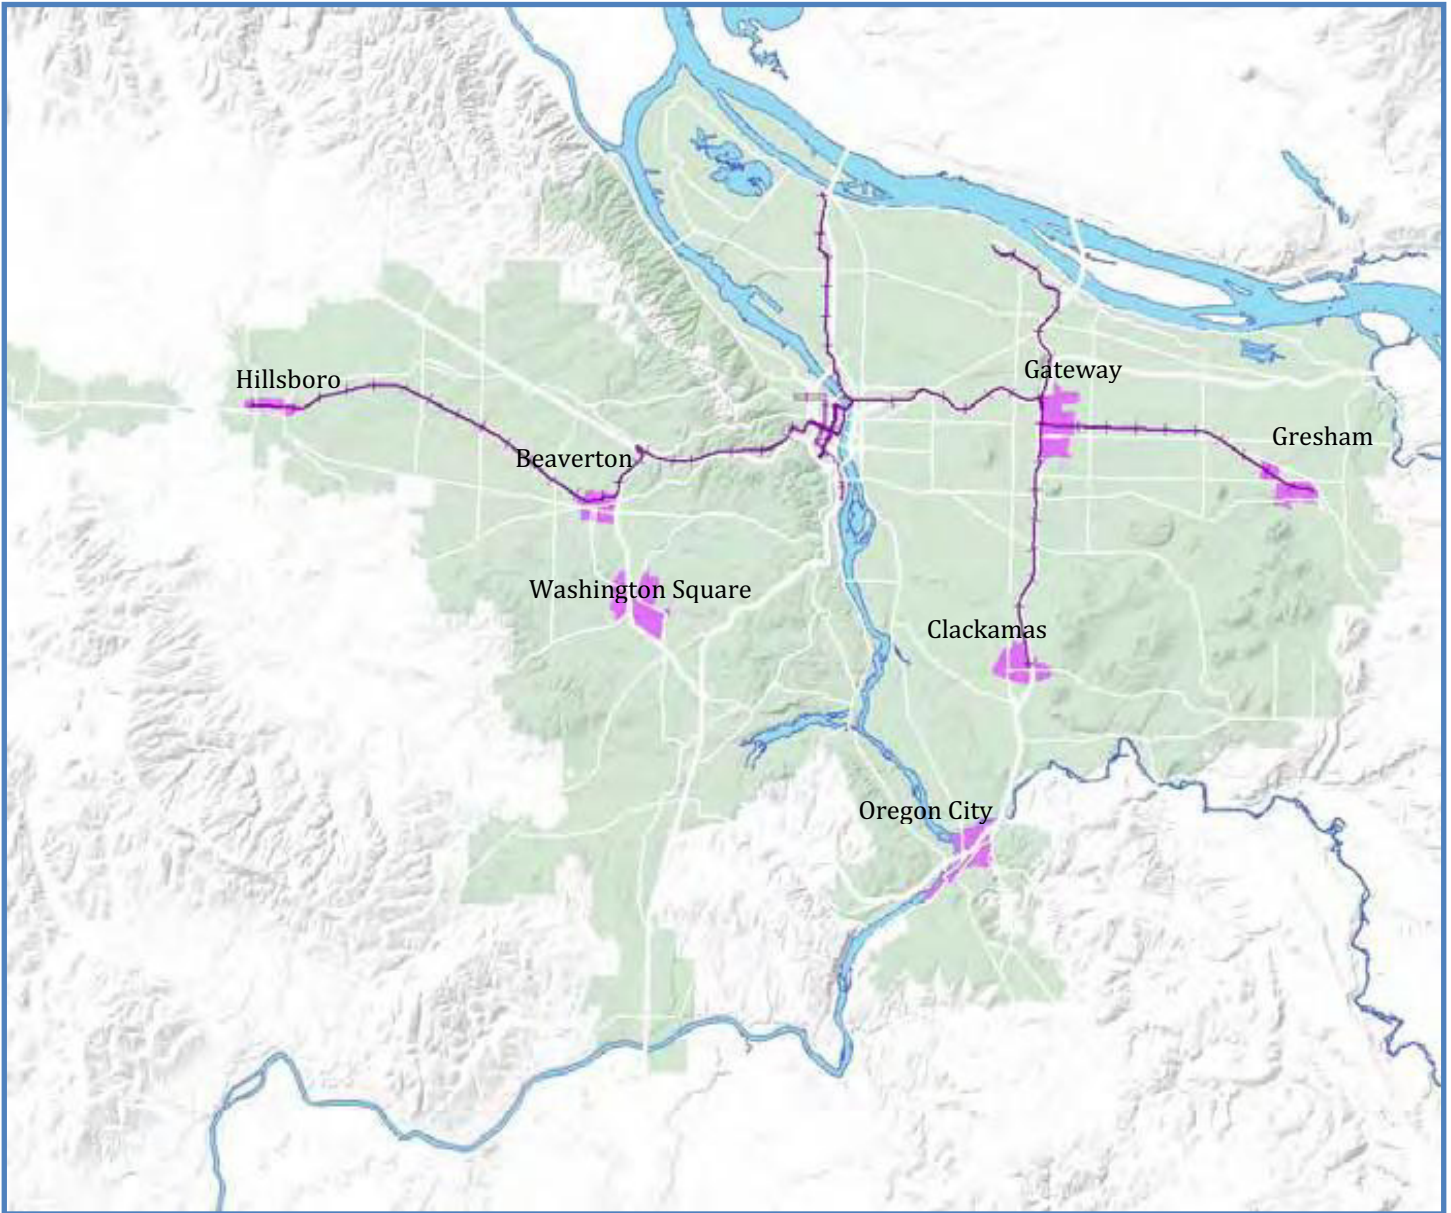 Gateway
Hillsboro
Gresham
Beaverton
Washington Square
Clackamas
Oregon City